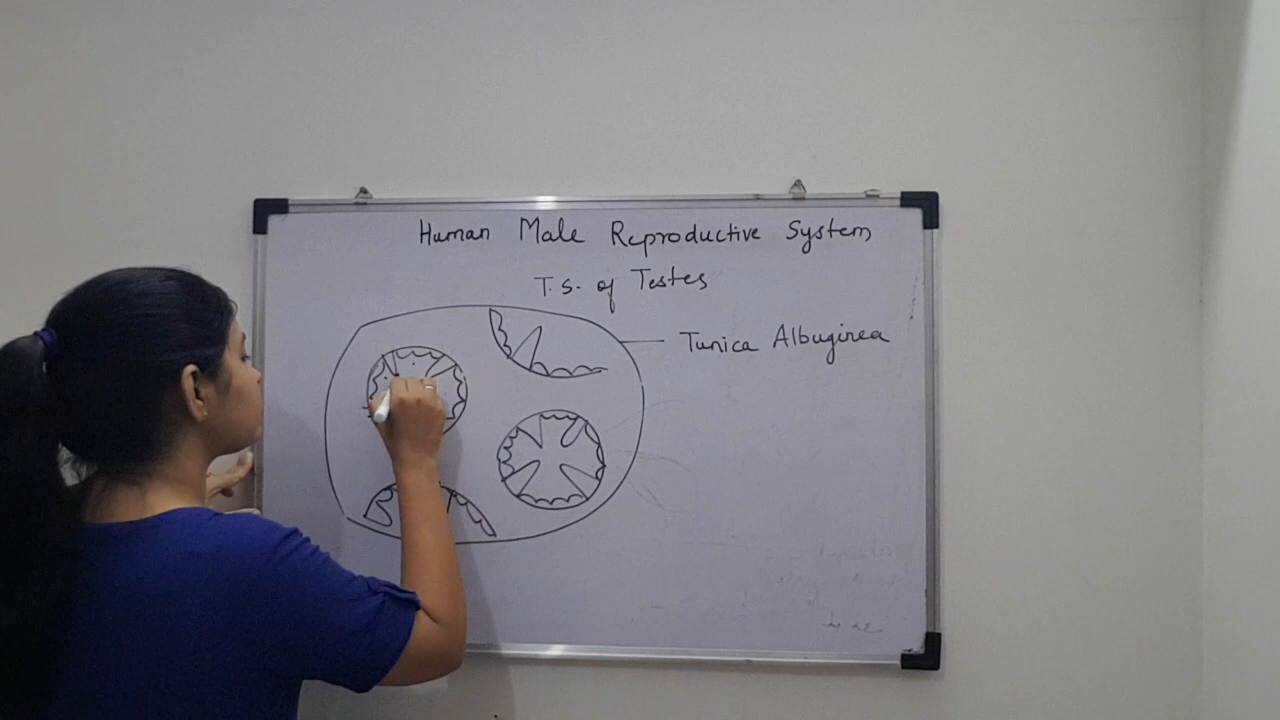 Human Male Reproductive System
T.S. of Testes
Tunica Albuginea